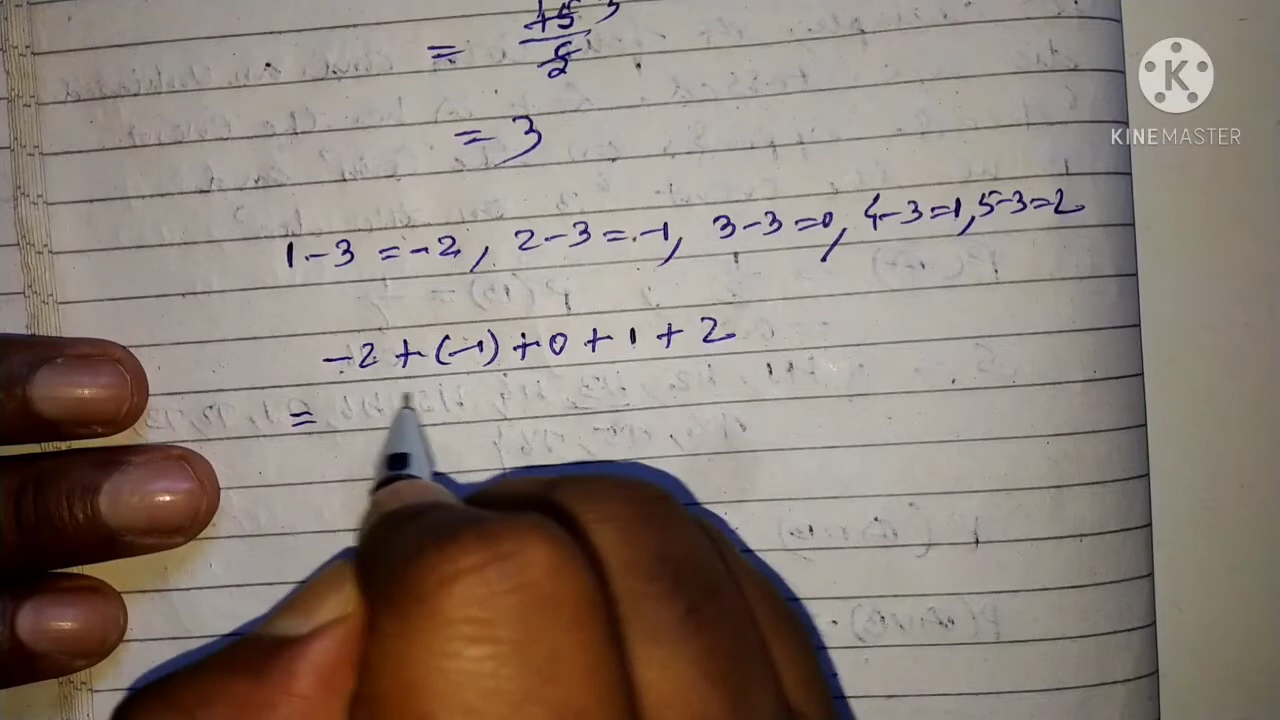 = 15/5 3
= 3
1-3=-2, 2-3=-1, 3-3=0, 4-3=1, 5-3=2
-2+(-1)+0+1+2
=
KINEMASTER